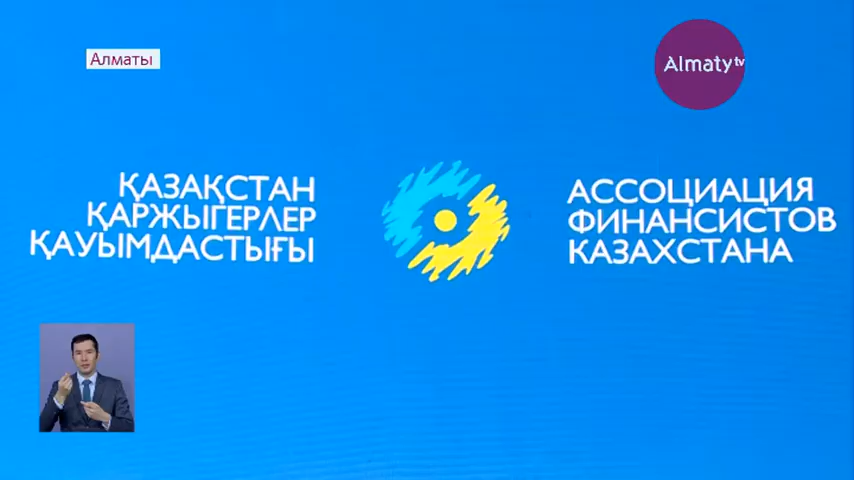 Алматы
Almaty tv
ҚАЗАҚСТАН
ҚАРЖЫГЕРЛЕР
ҚАУЫМДАСТЫҒЫ
АССОЦИАЦИЯ
ФИНАНСИСТОВ
КАЗАХСТАНА